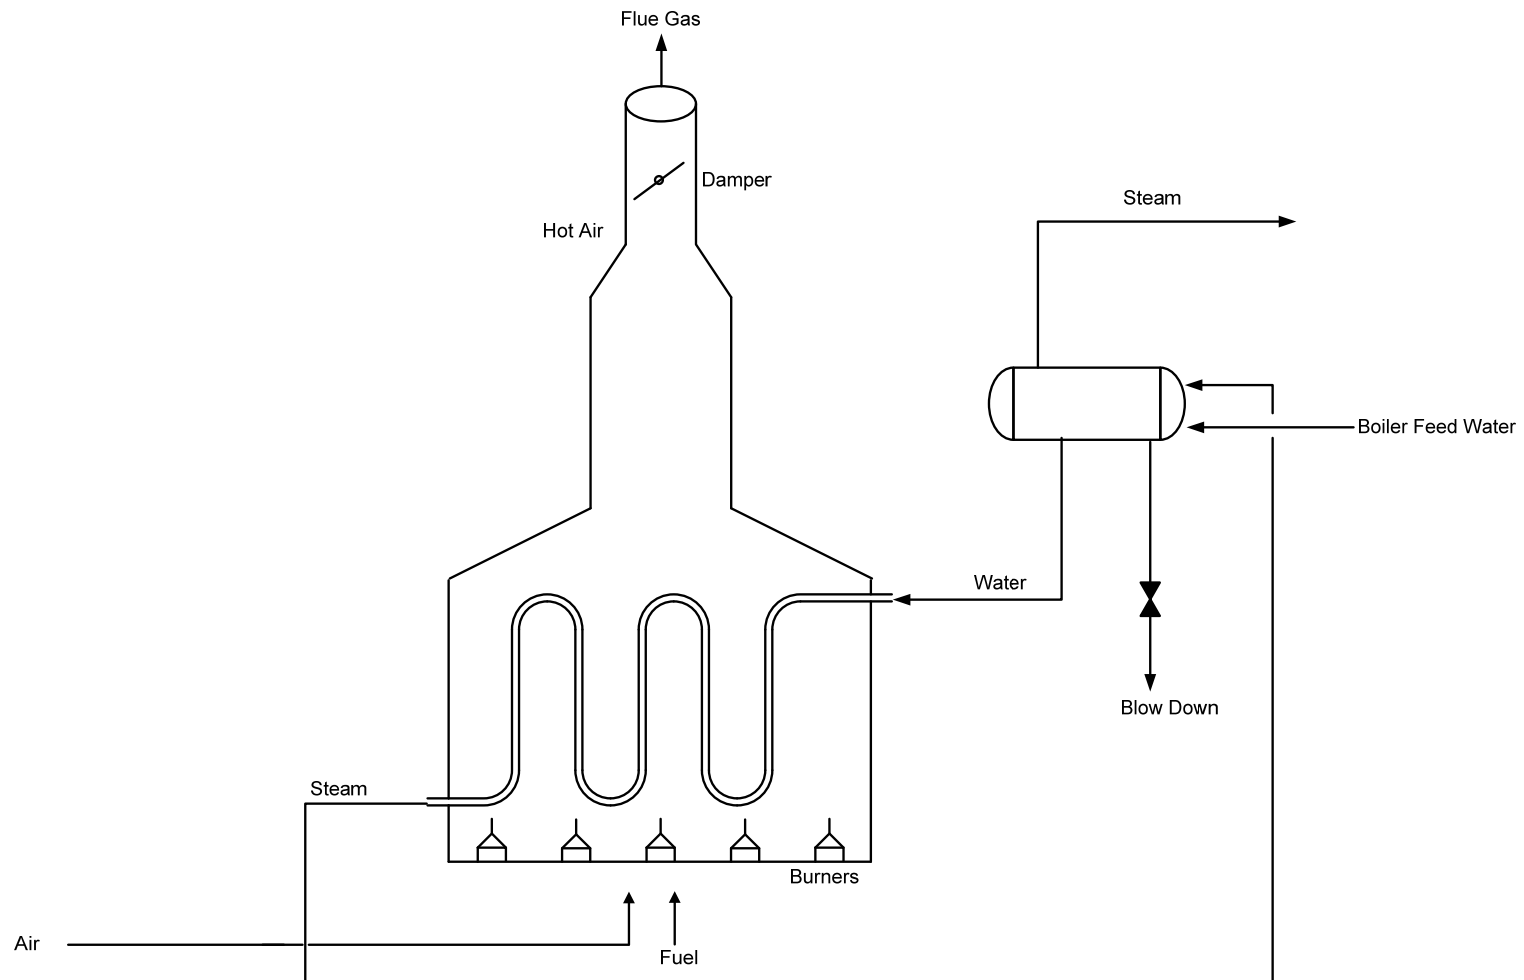 Flue Gas
Damper
Steam
Hot Air
Boiler Feed Water
Water
Blow Down
Steam
Burners
Air
Fuel